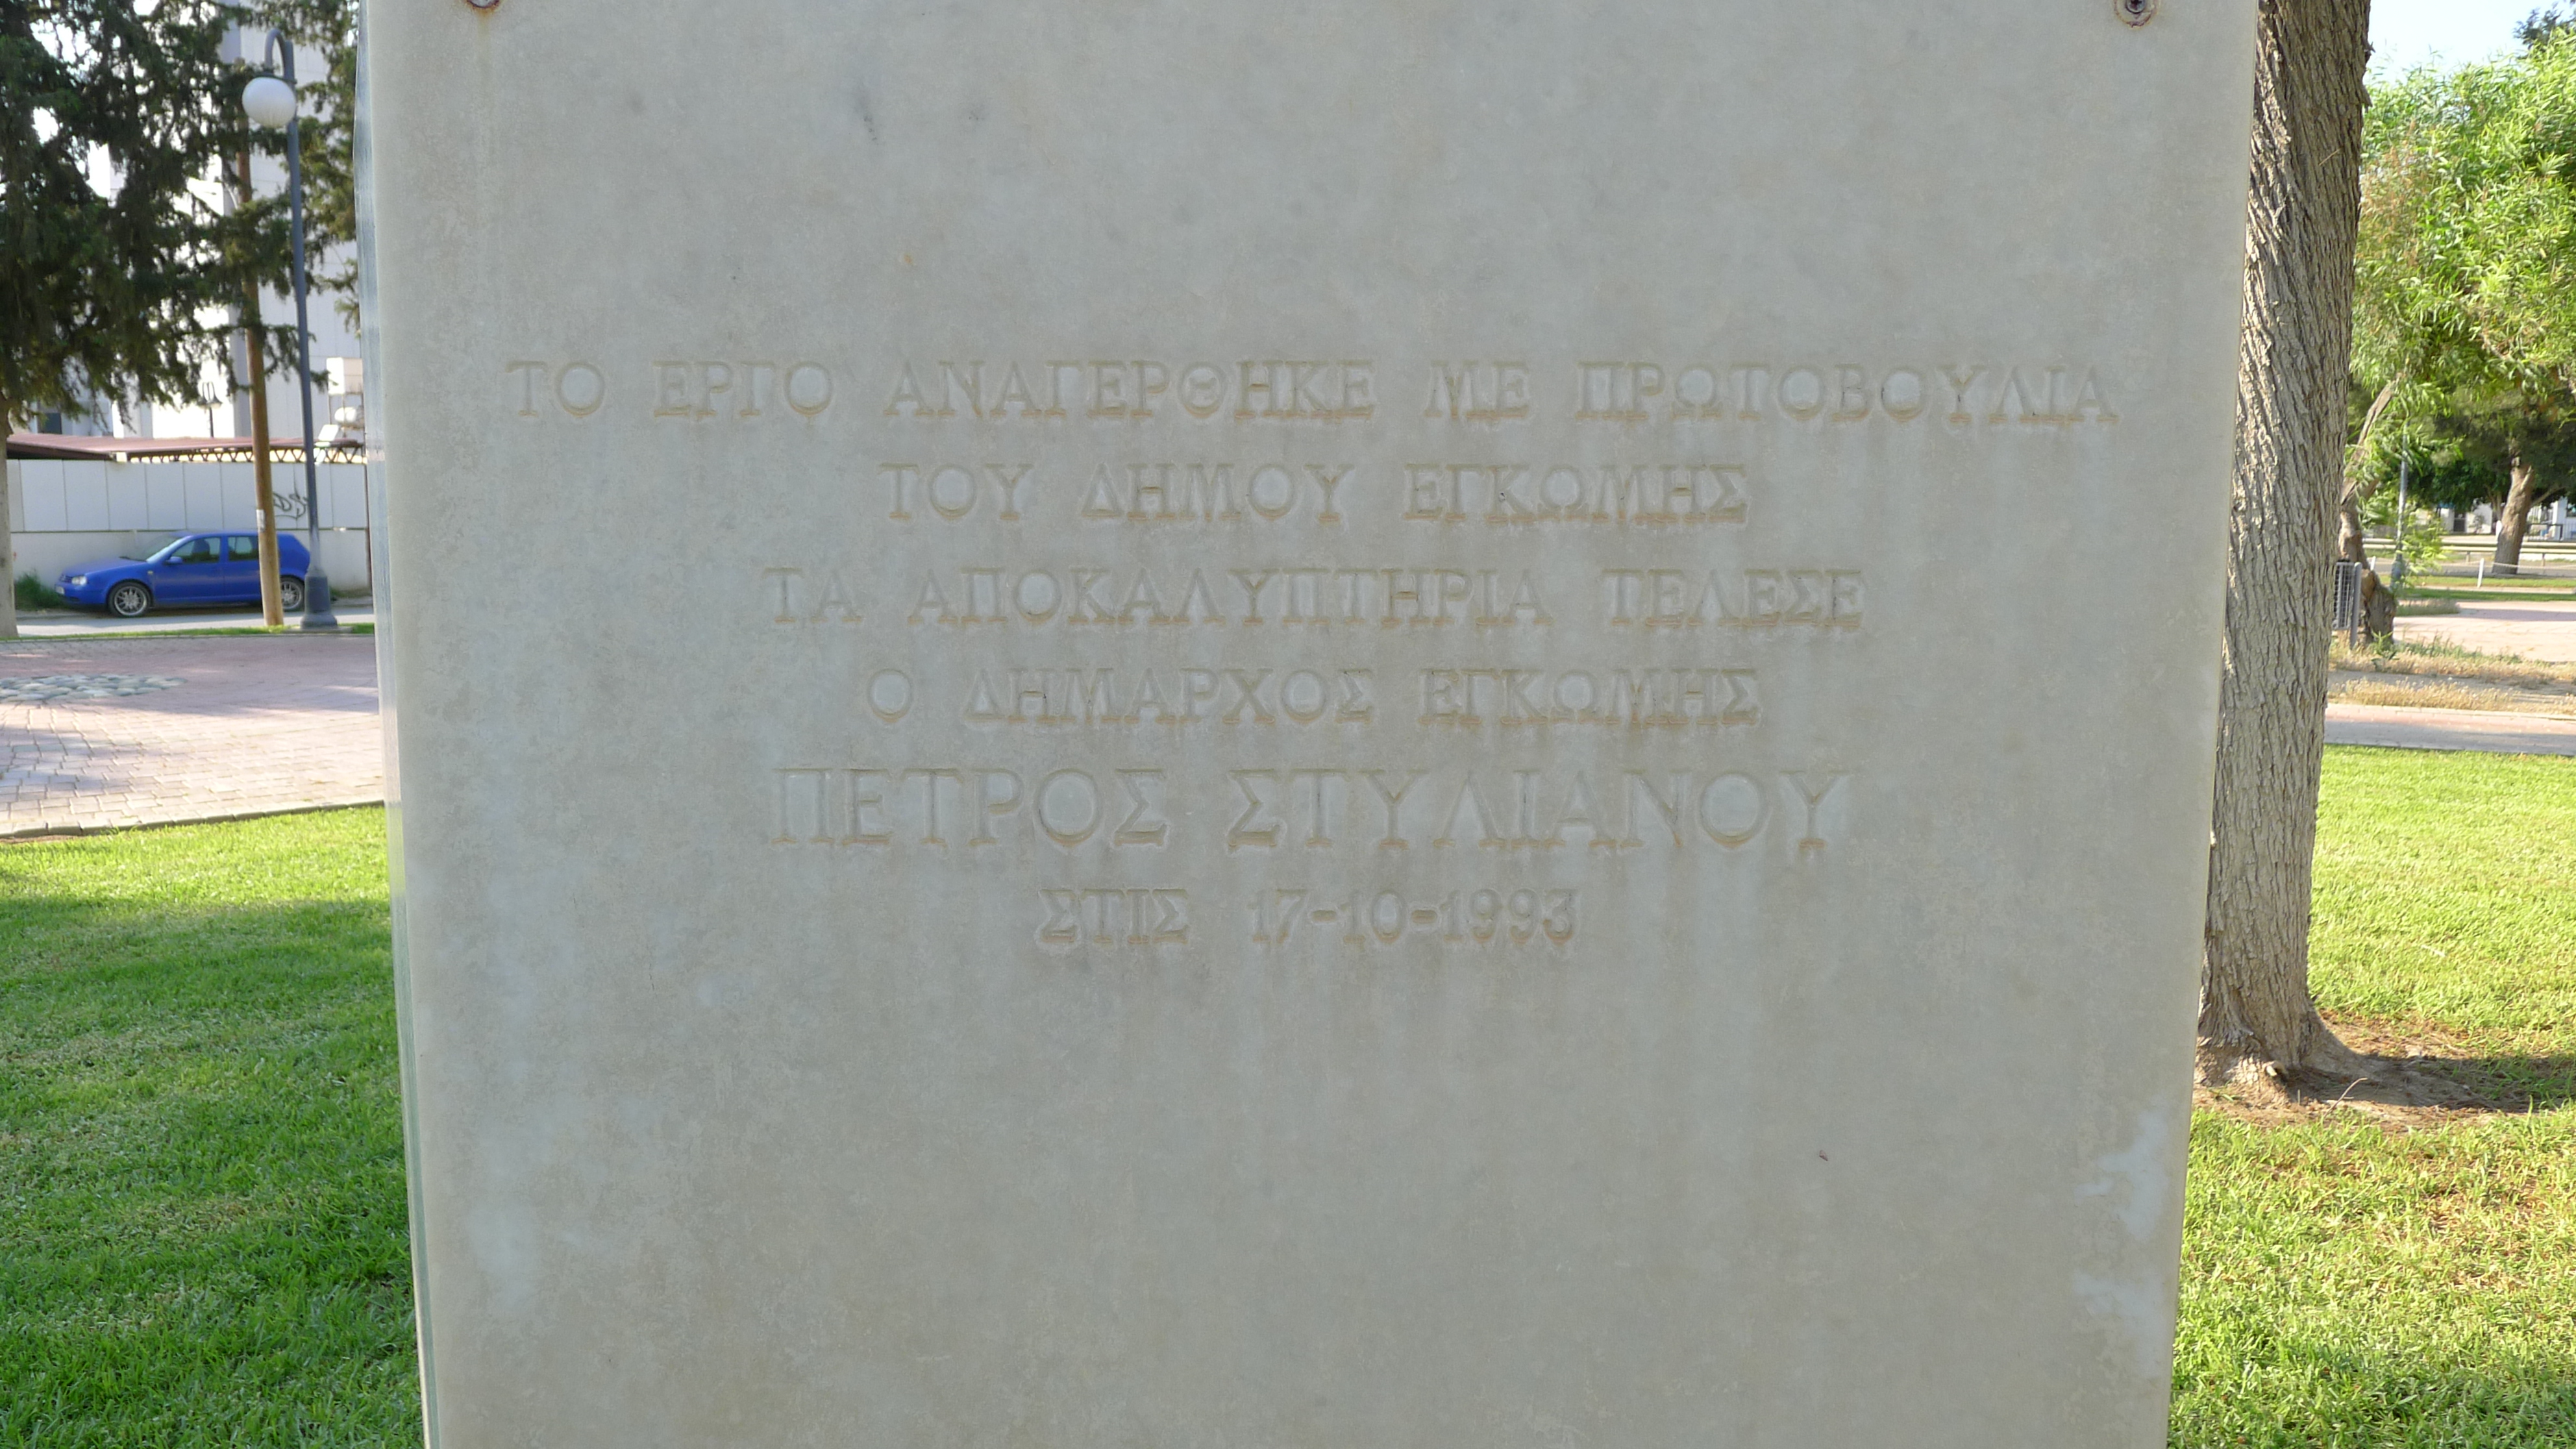 ΤΟ ΕΡΓΟ ΑΝΑΓΕΡΘΗΚΕ ΜΕ ΠΡΩΤΟΒΟΥΛΙΑ
ΤΟΥ ΔΗΜΟΥ ΕΓΚΩΜΗΣ
ΤΑ ΑΠΟΚΑΛΥΠΤΗΡΙΑ ΤΕΛΕΣΕ
Ο ΔΗΜΑΡΧΟΣ ΕΓΚΩΜΗΣ
ΠΕΤΡΟΣ ΣΤΥΛΙΑΝΟΥ
ΣΤΙΣ 17-10-1993